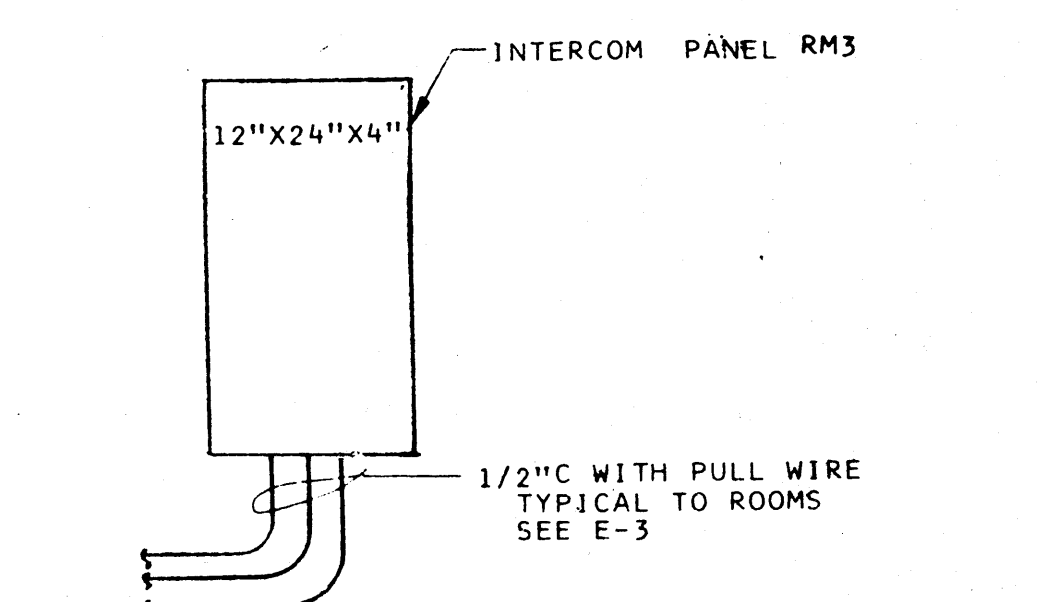 INTERCOM PANEL RM3
12"X24"X4"
1/2"C WITH PULL WIRE
TYPICAL TO ROOMS
SEE E-3